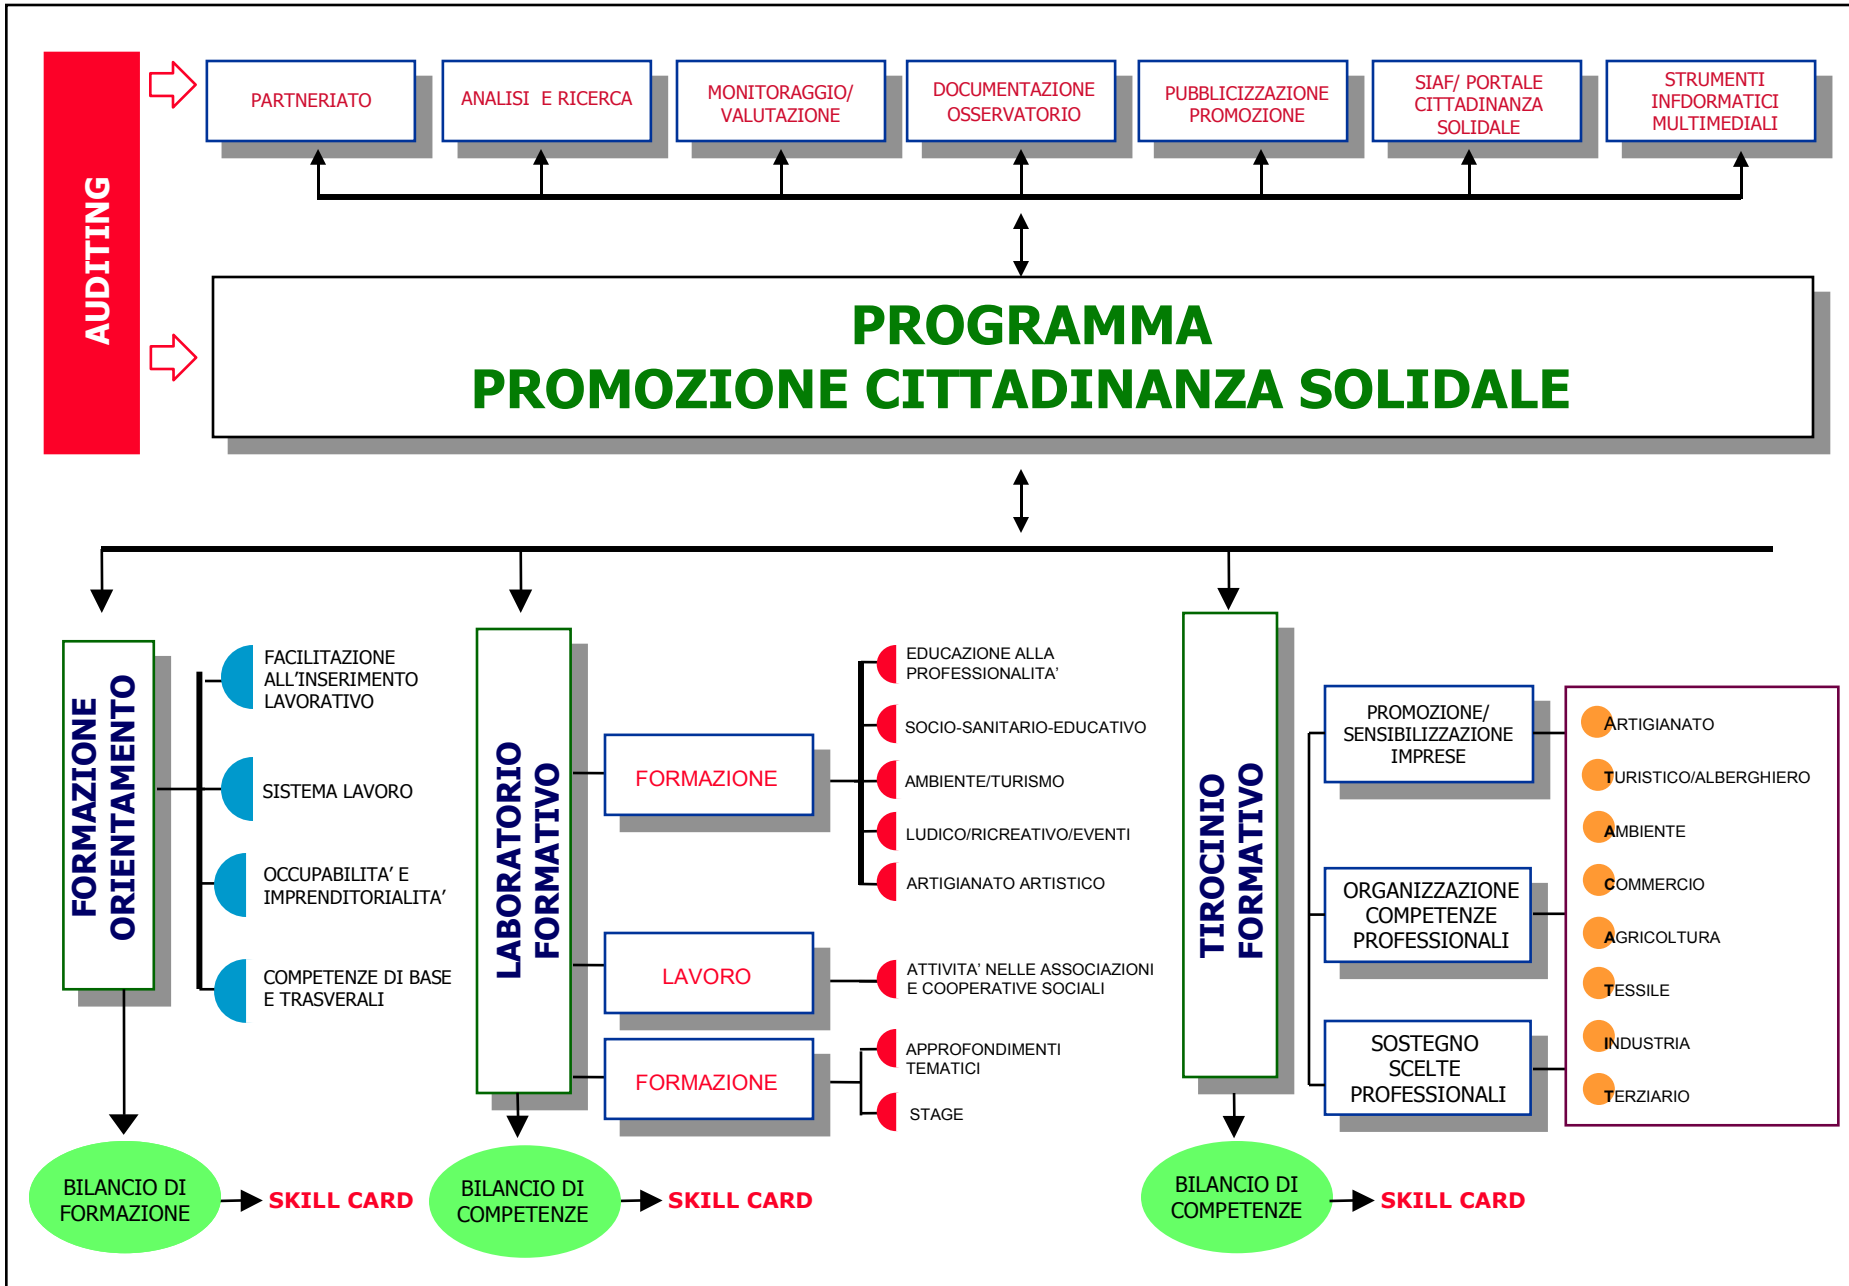 AUDITING
PARTNERIATO
ANALISI E RICERCA
MONITORAGGIO/
VALUTAZIONE
DOCUMENTAZIONE
OSSERVATORIO
PUBBLICIZZAZIONE
PROMOZIONE
SIAF/ PORTALE
CITTADINANZA
SOLIDALE
STRUMENTI
INFDORMATICI
MULTIMEDIALI
PROGRAMMA
PROMOZIONE CITTADINANZA SOLIDALE
FORMAZIONE
ORIENTAMENTO
FACILITAZIONE
ALL’INSERIMENTO
LAVORATIVO
SISTEMA LAVORO
OCCUPABILITA’ E
IMPRENDITORIALITA’
COMPETENZE DI BASE
E TRASVERALI
BILANCIO DI
FORMAZIONE
SKILL CARD
LABORATORIO
FORMATIVO
FORMAZIONE
EDUCAZIONE ALLA
PROFESSIONALITA’
SOCIO-SANITARIO-EDUCATIVO
AMBIENTE/TURISMO
LUDICO/RICREATIVO/EVENTI
ARTIGIANATO ARTISTICO
LAVORO
ATTIVITA’ NELLE ASSOCIAZIONI
E COOPERATIVE SOCIALI
FORMAZIONE
APPROFONDIMENTI
TEMATICI
STAGE
BILANCIO DI
COMPETENZE
SKILL CARD
TIROCINIO
FORMATIVO
PROMOZIONE/
SENSIBILIZZAZIONE
IMPRESE
ORGANIZZAZIONE
COMPETENZE
PROFESSIONALI
SOSTEGNO
SCELTE
PROFESSIONALI
ARTIGIANATO
TURISTICO/ALBERGHIERO
AMBIENTE
COMMERCIO
AGRICOLTURA
TESSILE
INDUSTRIA
TERZIARIO
BILANCIO DI
COMPETENZE
SKILL CARD